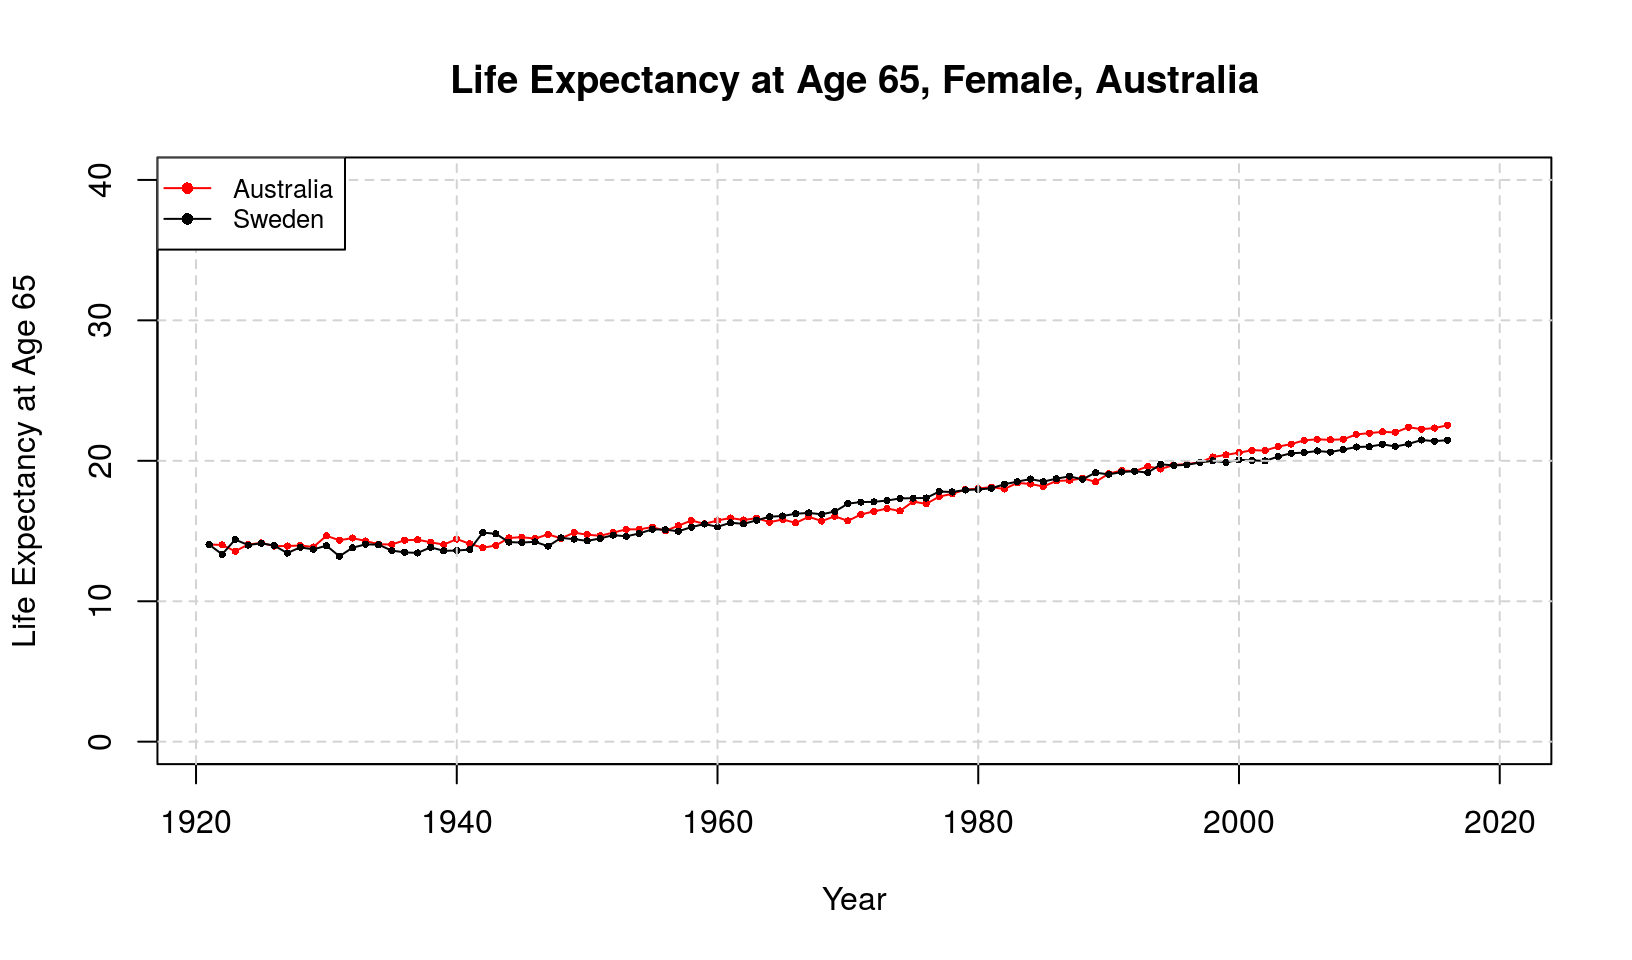 Life Expectancy at Age 65, Female, Australia
Australia
Sweden
Life Expectancy at Age 65
40
30
20
10
0
1920 1940 1960 1980 2000 2020
Year